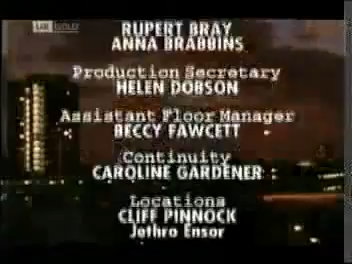 RUPERT BRAY
ANNA BRABBINS
Production Secretary
HELEN DOBSON
Assistant Floor Manager
BECCY FAWCETT
Continuity
CAROLINE GARDENER
Locations
CLIFF PINNOCK
Jethro Ensor